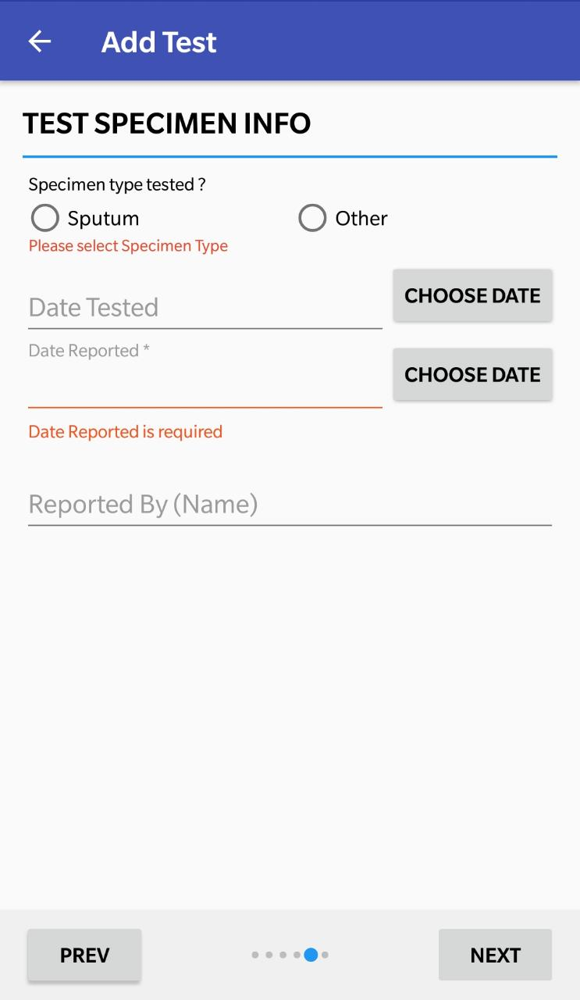 Add Test
TEST SPECIMEN INFO
Specimen type tested ?
Sputum Other
Please select Specimen Type
Date Tested CHOOSE DATE
Date Reported *
CHOOSE DATE
Date Reported is required
Reported By (Name)
PREV NEXT